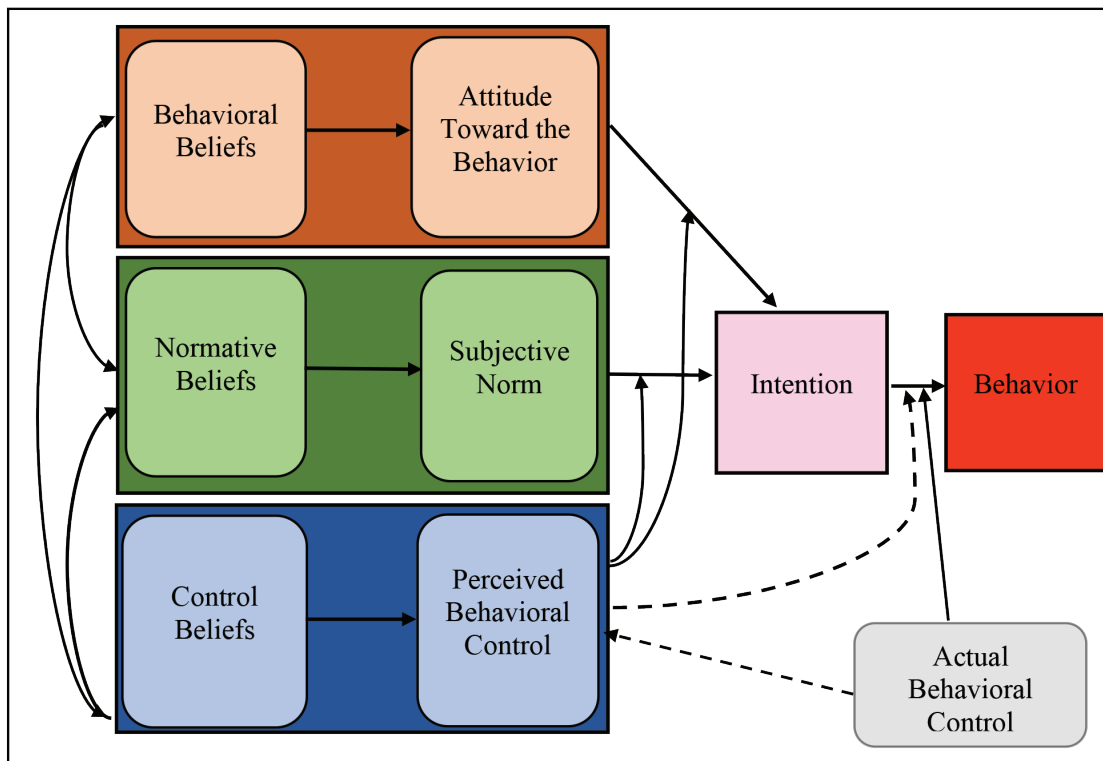 Behavioral
Beliefs
Attitude
Toward the
Behavior
Normative
Beliefs
Subjective
Norm
Intention
Behavior
Control
Beliefs
Perceived
Behavioral
Control
Actual
Behavioral
Control